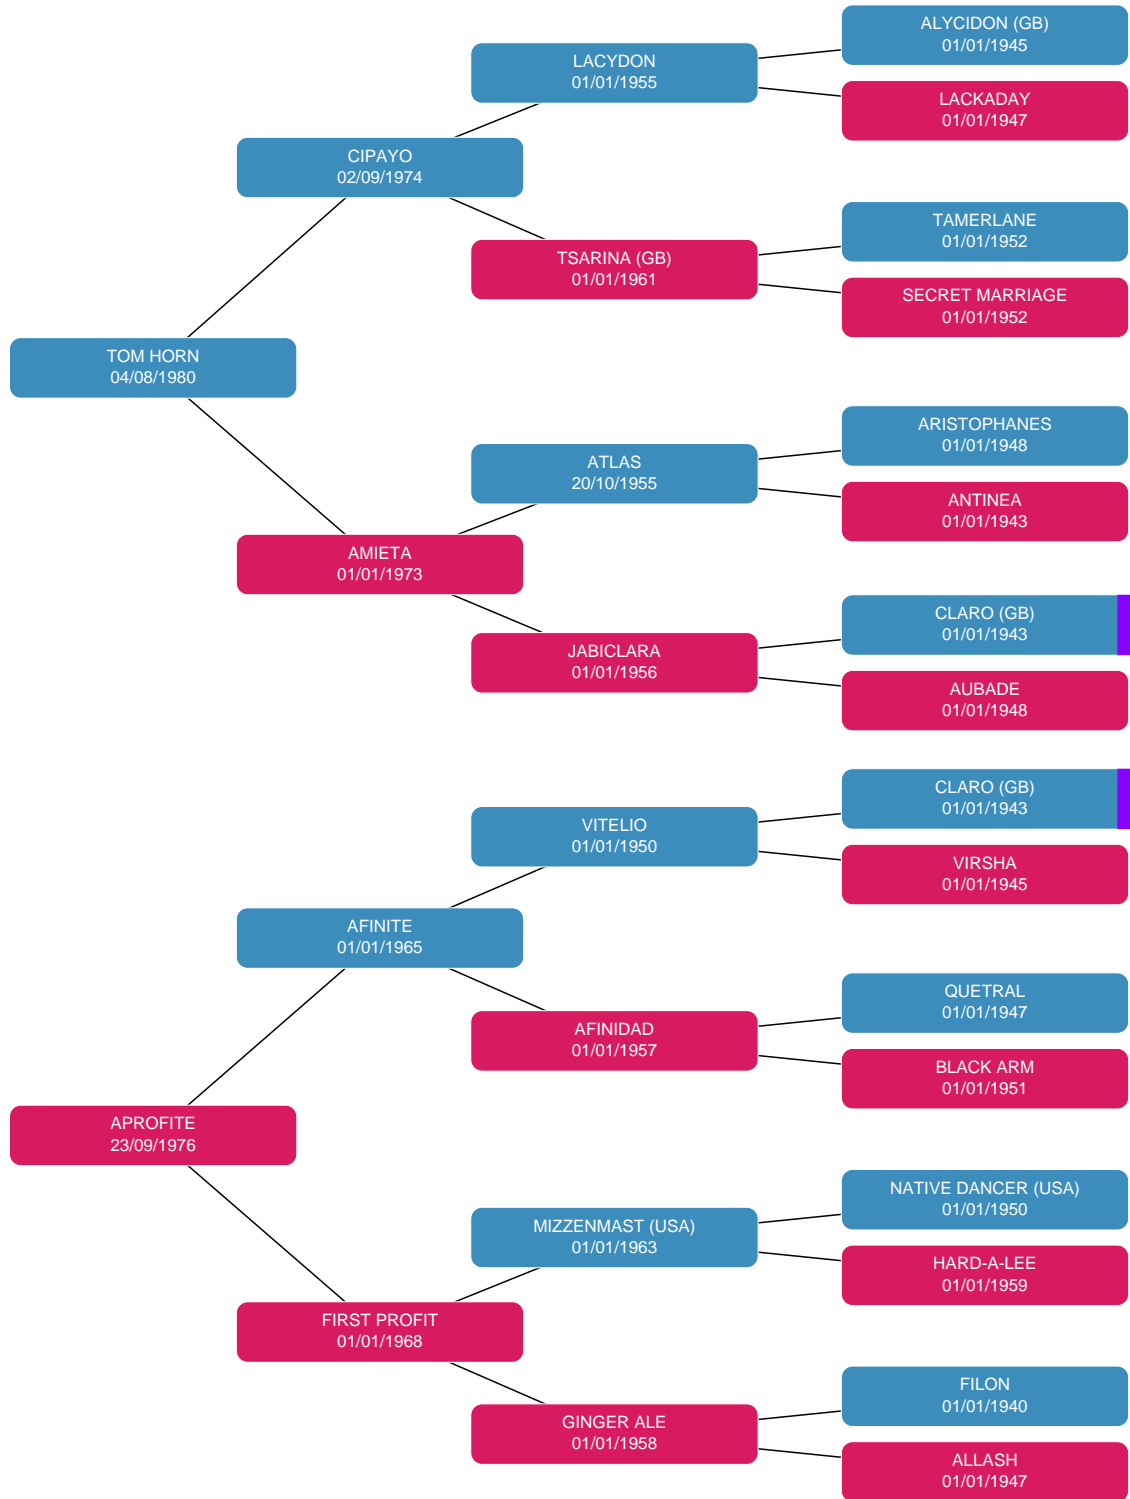 ALYCIDON (GB)
01/01/1945
LACYDON
01/01/1955
LACKADAY
01/01/1947
CIPAYO
02/09/1974
TAMERLANE
01/01/1952
TSARINA (GB)
01/01/1961
SECRET MARRIAGE
01/01/1952
TOM HORN
04/08/1980
ARISTOPHANES
01/01/1948
ATLAS
20/10/1955
ANTINEA
01/01/1943
AMIETA
01/01/1973
CLARO (GB)
01/01/1943
JABICLARA
01/01/1956
AUBADE
01/01/1948
CLARO (GB)
01/01/1943
VITELIO
01/01/1950
VIRSHA
01/01/1945
AFINITE
01/01/1965
QUETRAL
01/01/1947
AFINIDAD
01/01/1957
BLACK ARM
01/01/1951
APROFITE
23/09/1976
NATIVE DANCER (USA)
01/01/1950
MIZZENMAST (USA)
01/01/1963
HARD-A-LEE
01/01/1959
FIRST PROFIT
01/01/1968
FILON
01/01/1940
GINGER ALE
01/01/1958
ALLASH
01/01/1947